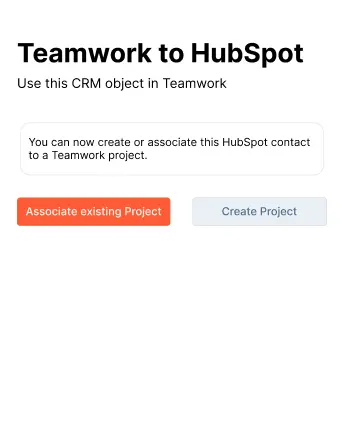 Teamwork to HubSpot
Use this CRM object in Teamwork
You can now create or associate this HubSpot contact
to a Teamwork project.
Associate existing Project
Create Project